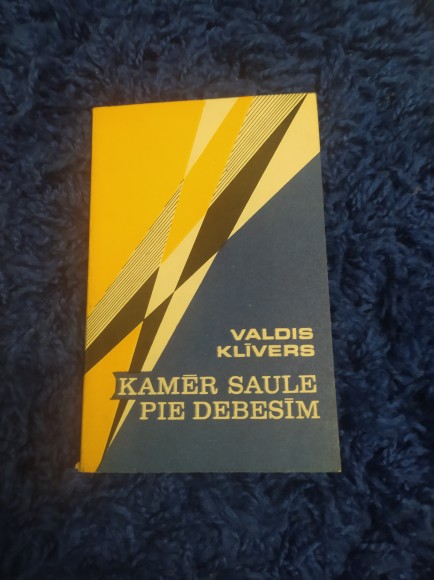 VALDIS
KLĪVERS
KAMĒR SAULE
PIE DEBESĪM